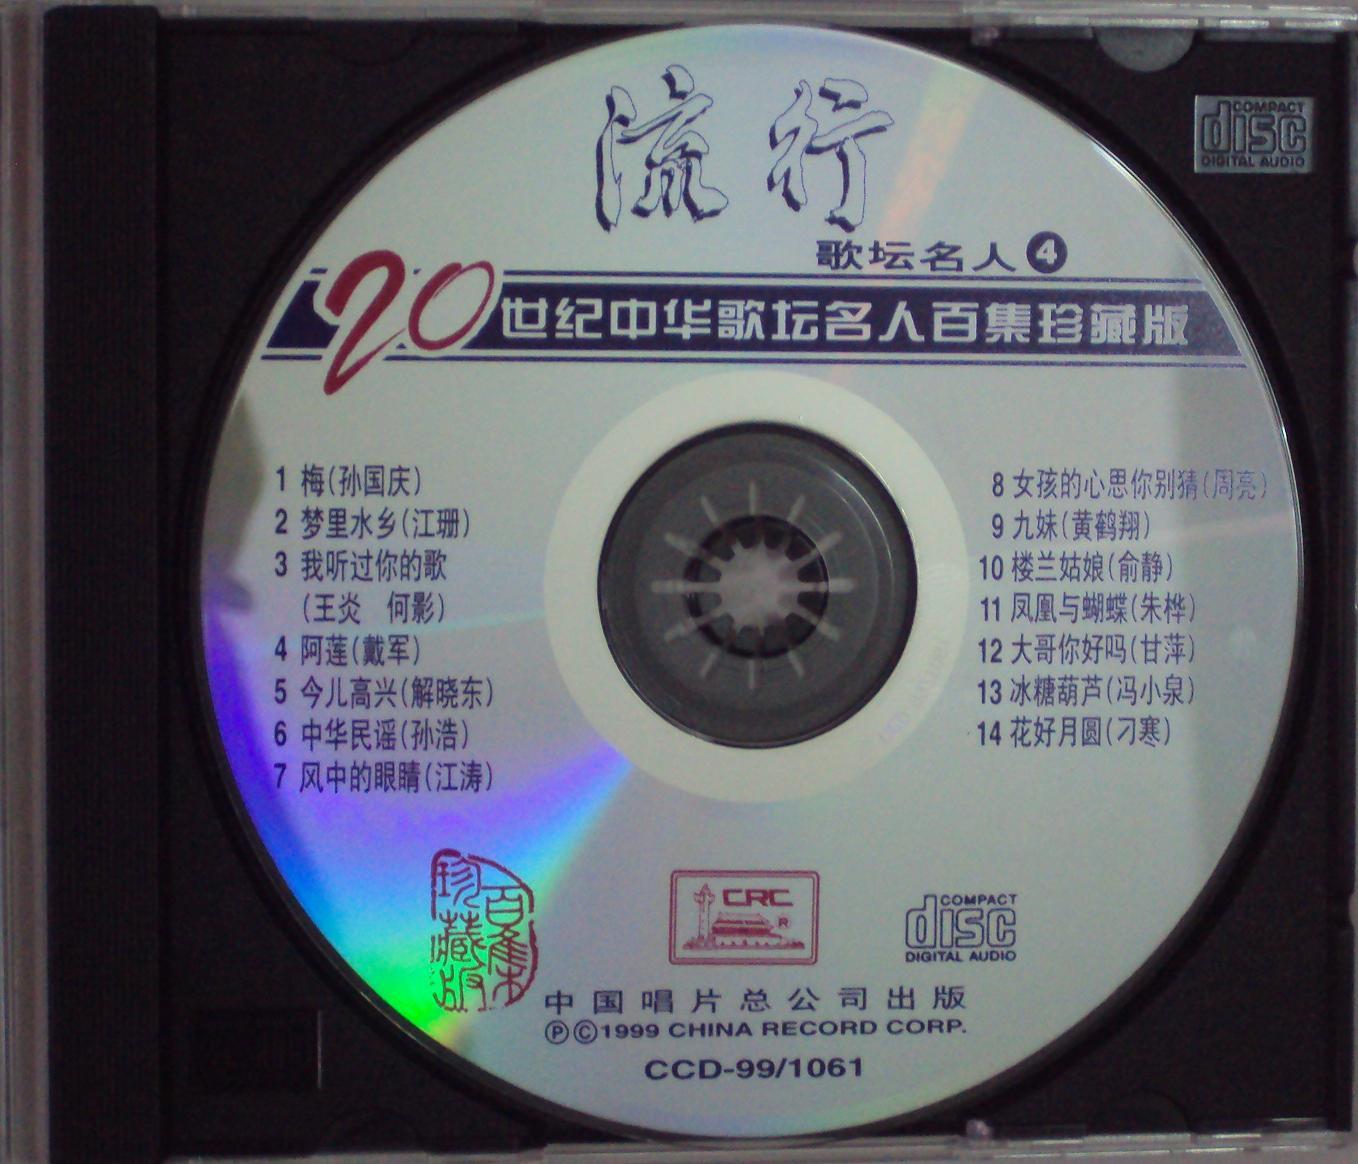 流行
歌坛名人4
20世纪中华歌坛名人百集珍藏版
COMPACT
disc
DIGITAL AUDIO
1 梅(孙国庆)
2 梦里水乡(江珊)
3 我听过你的歌
(王炎 何影)
4 阿莲(戴军)
5 今儿高兴(解晓东)
6 中华民谣(孙浩)
7 风中的眼睛(江涛)
8 女孩的心思你别猜(周亮)
9 九妹(黄鹤翔)
10 楼兰姑娘(俞静)
11 凤凰与蝴蝶(朱桦)
12 大哥你好吗(甘萍)
13 冰糖葫芦(冯小泉)
14 花好月圆(刁寒)
百集
珍藏版
CRC
R
COMPACT
disc
DIGITAL AUDIO
中国唱片总公司出版
ⓅⒸ1999 CHINA RECORD CORP.
CCD-99/1061